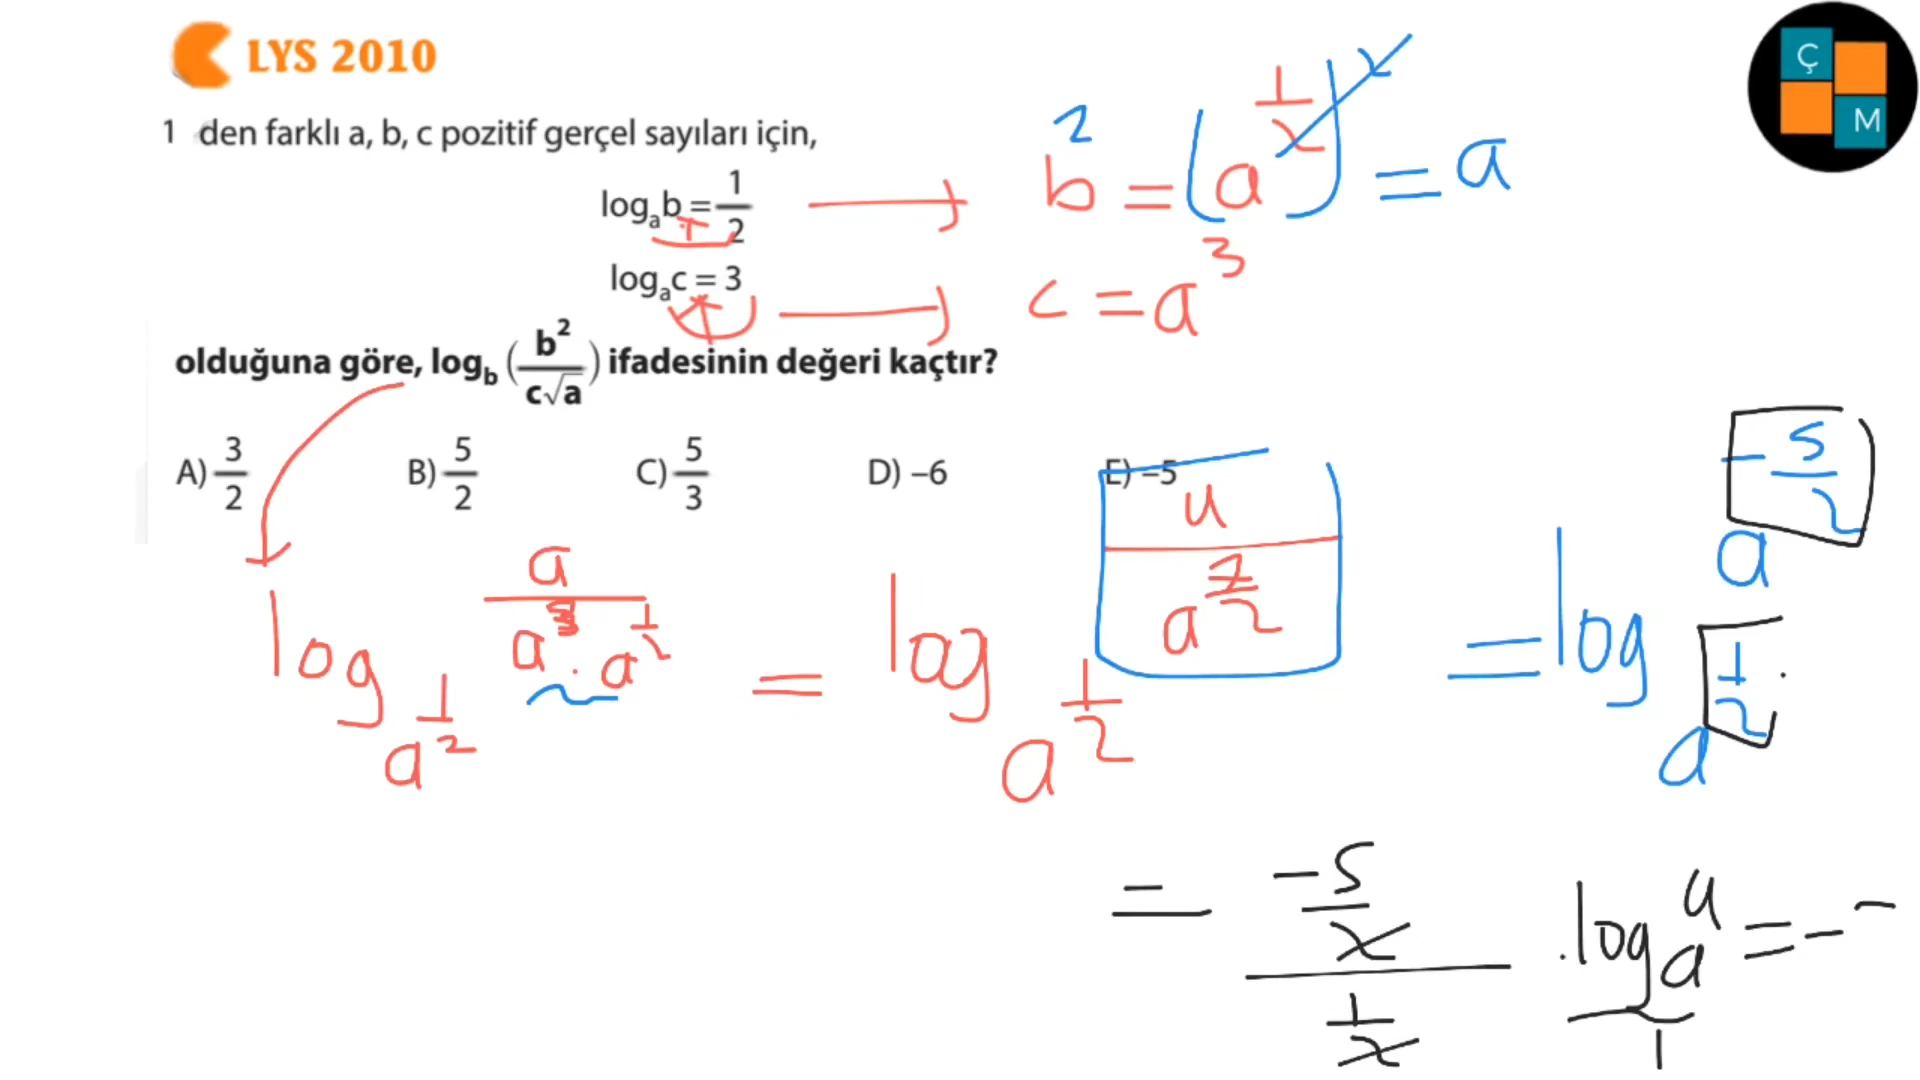 LYS 2010
Ç
M
1 den farklı a, b, c pozitif gerçel sayıları için,
log_a b = 1/2
b² = (a^(1/2))² = a
log_a c = 3
c = a³
olduğuna göre, log_b (b²/(c√a)) ifadesinin değeri kaçtır?
A) 3/2 B) 5/2 C) 5/3 D) –6 E) –5
log_(a^(1/2)) a/(a³ · a^(1/2)) = log_(a^(1/2)) a/(a^(7/2)) = log_(a^(1/2)) a^(-5/2)
= (-5/2)/(1/2) · log_a a = -
1